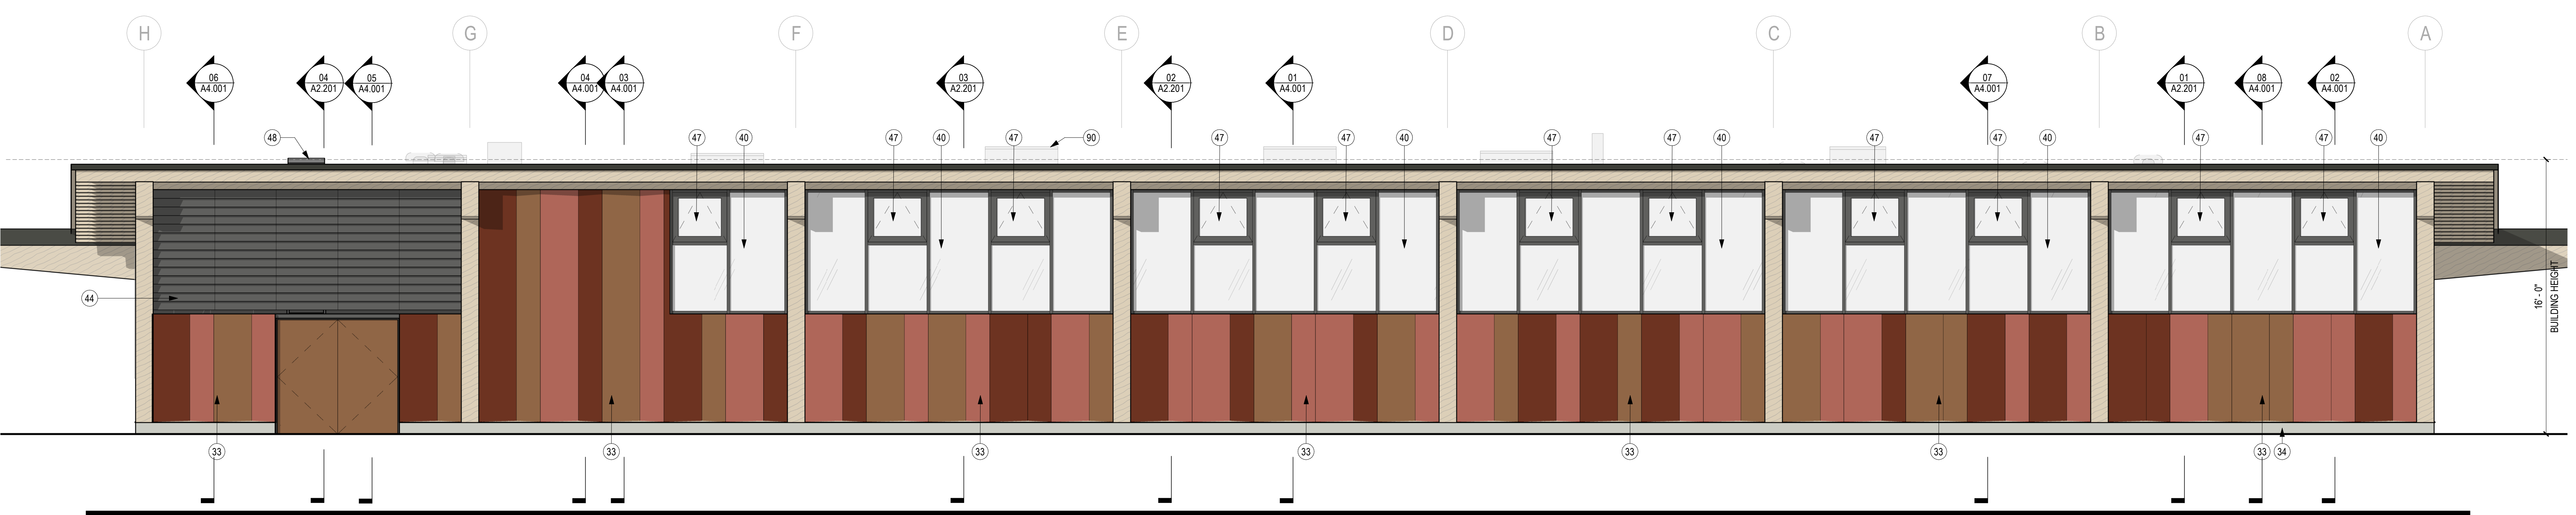 H G F E D C B A
06 A4.001
04 A2.201
05 A4.001
04 A4.001
03 A4.001
03 A2.201
02 A2.201
01 A4.001
07 A4.001
01 A2.201
08 A4.001
02 A4.001
48 47 40 47 40 47 90 47 47 40 47 47 40 47 47 40 47 47 40
44
16' - 0"
BUILDING HEIGHT
33 33 33 33 33 33 33 34